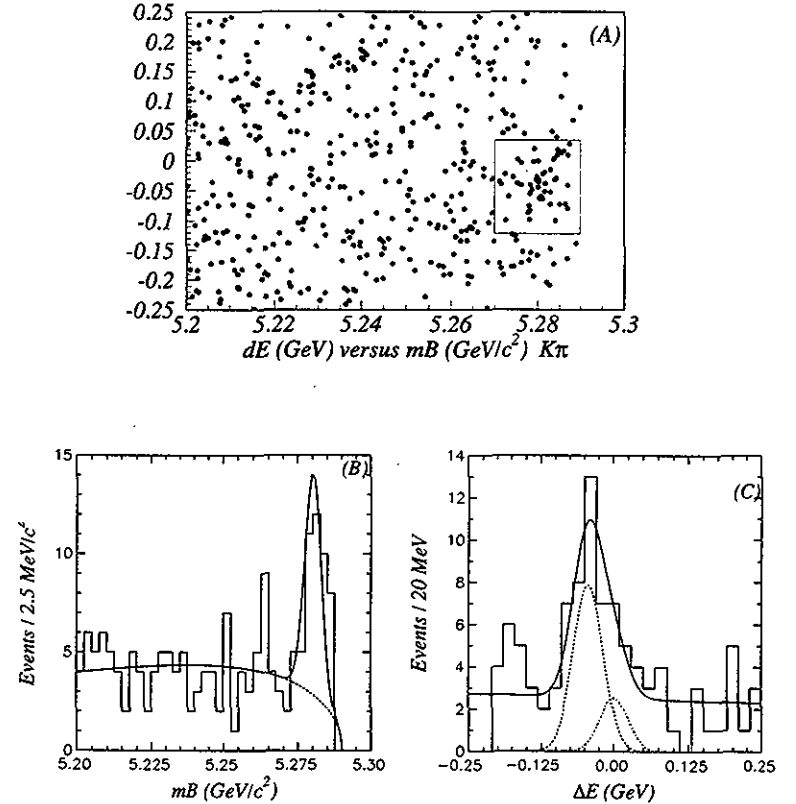 0.25
(A)
0.2
0.15
0.1
0.05
0
-0.05
-0.1
-0.15
-0.2
-0.25
5.2 5.22 5.24 5.26 5.28 5.3
dE (GeV) versus mB (GeV/c²) Kπ
15
(B)
10
5
0
Events / 2.5 MeV/c²
5.20 5.225 5.250 5.275 5.30
mB (GeV/c²)
14
12
(C)
10
8
6
4
2
0
Events / 20 MeV
-0.25 -0.125 0.00 0.125 0.25
ΔE (GeV)